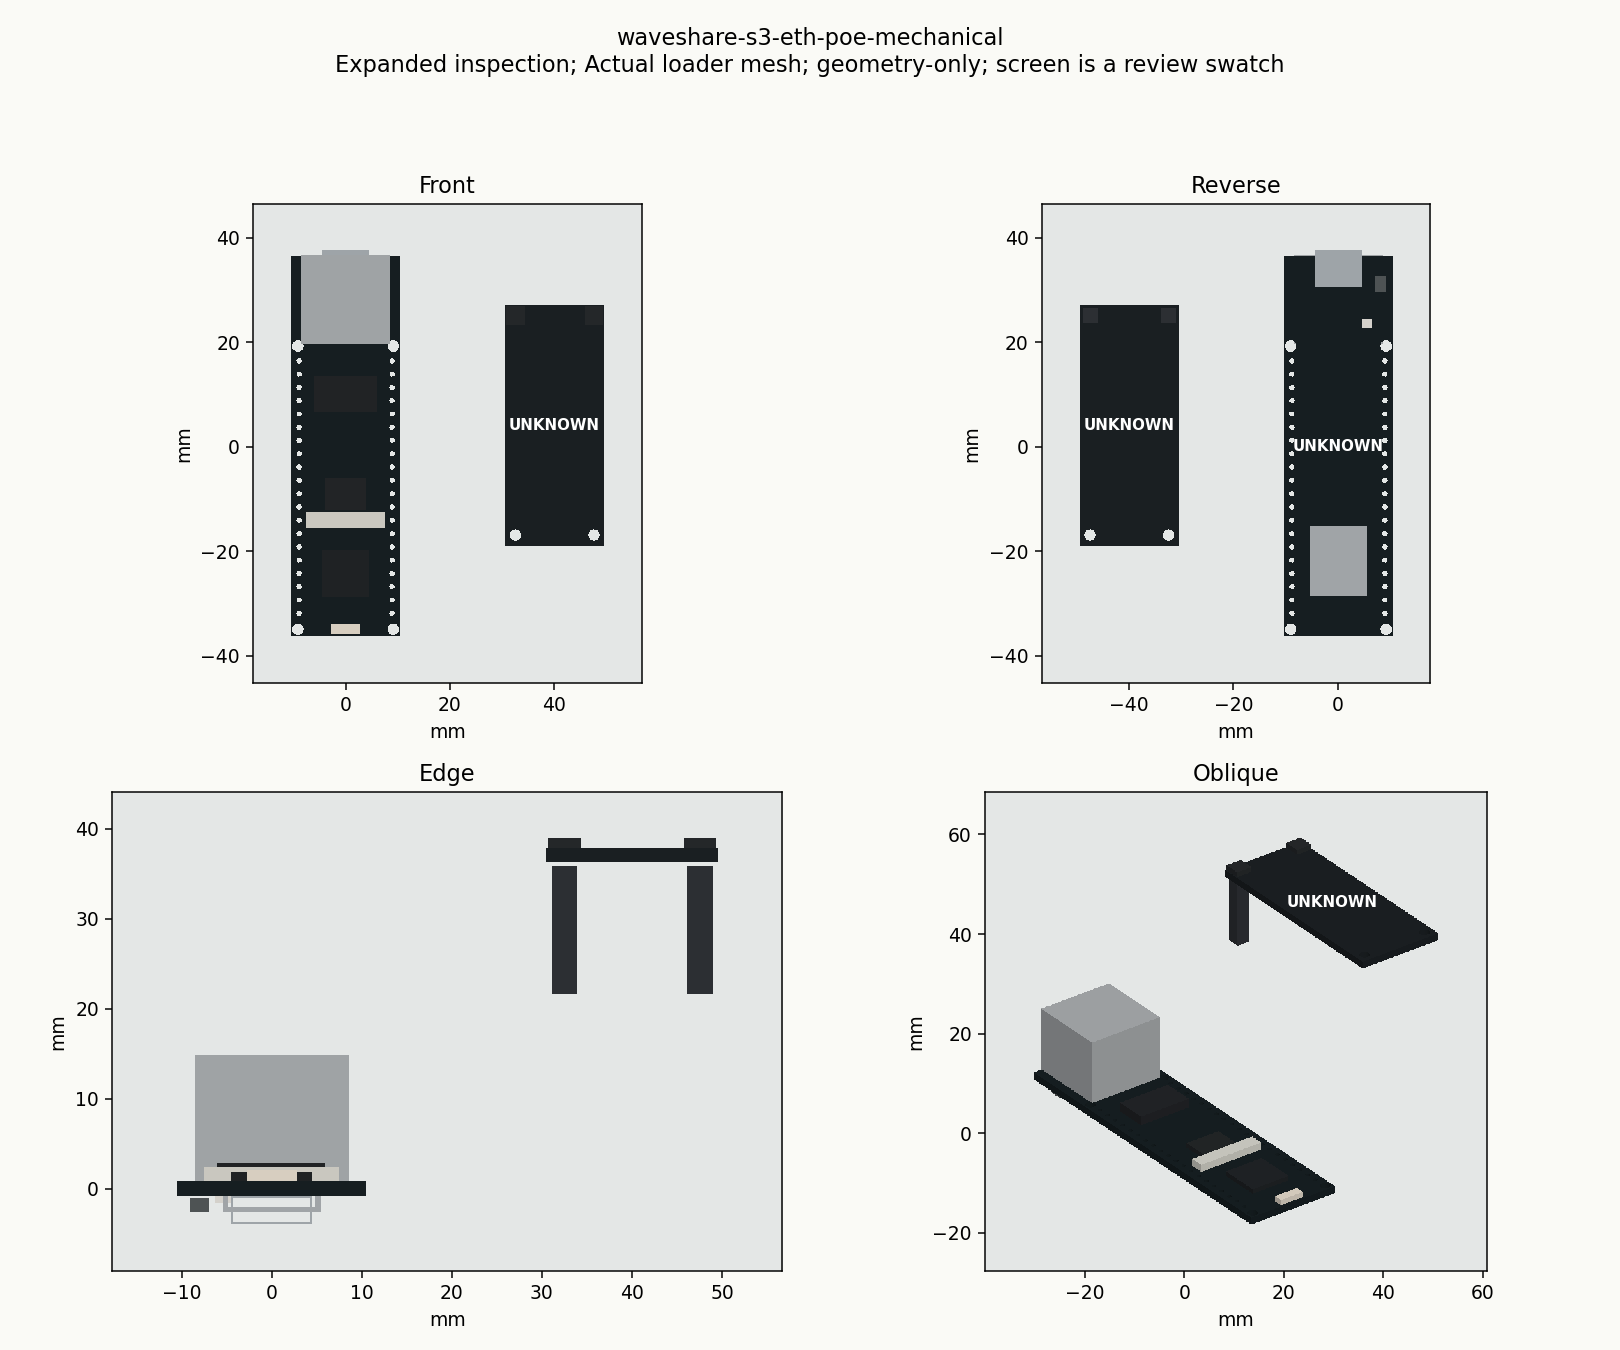 waveshare-s3-eth-poe-mechanical
Expanded inspection; Actual loader mesh; geometry-only; screen is a review swatch
Front
40
20
0
−20
−40
mm
UNKNOWN
0
20
40
mm
Reverse
40
20
0
−20
−40
mm
UNKNOWN
UNKNOWN
−40
−20
0
mm
Edge
40
30
20
10
0
mm
−10
0
10
20
30
40
50
mm
Oblique
60
40
20
0
−20
mm
UNKNOWN
−20
0
20
40
60
mm